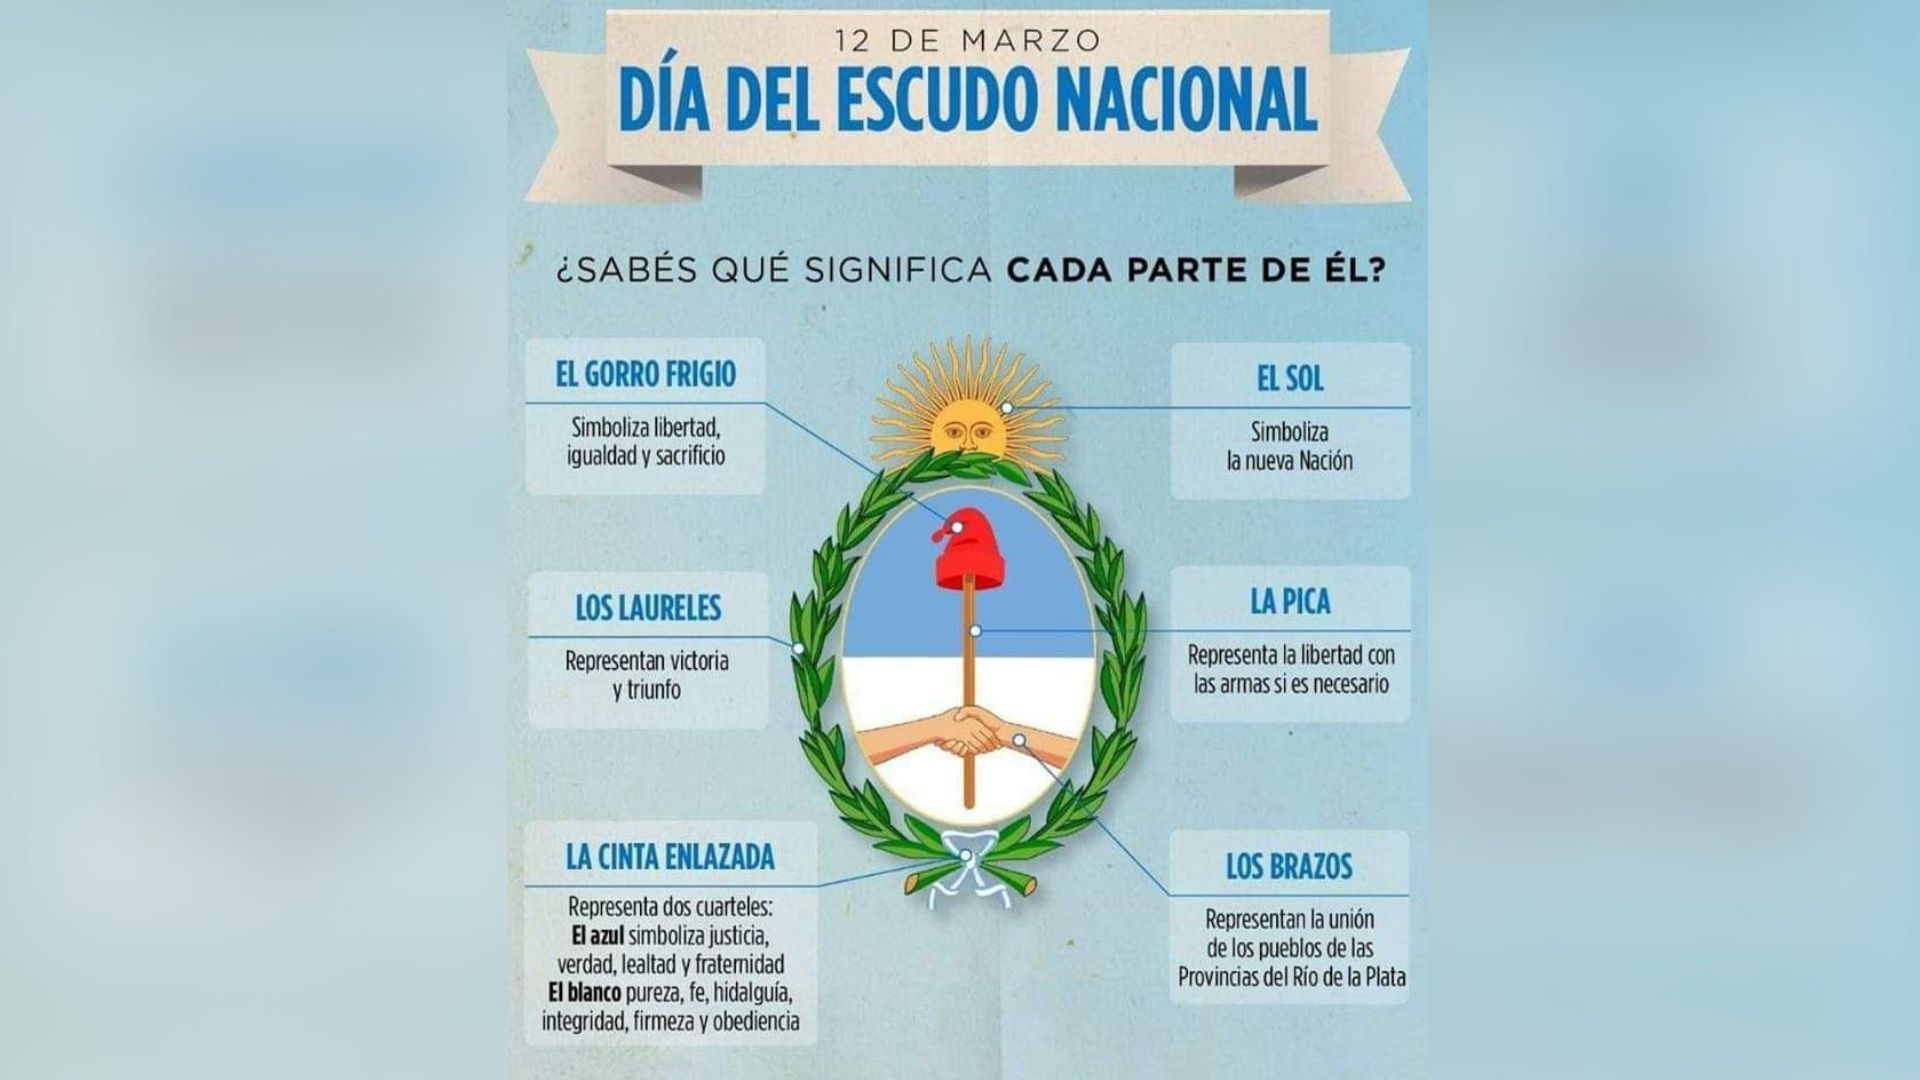 12 DE MARZO
DÍA DEL ESCUDO NACIONAL
¿SABÉS QUÉ SIGNIFICA CADA PARTE DE ÉL?
EL GORRO FRIGIO
Simboliza libertad,
igualdad y sacrificio
EL SOL
Simboliza
la nueva Nación
LOS LAURELES
Representan victoria
y triunfo
LA PICA
Representa la libertad con
las armas si es necesario
LA CINTA ENLAZADA
Representa dos cuarteles:
El azul simboliza justicia,
verdad, lealtad y fraternidad
El blanco pureza, fe, hidalguía,
integridad, firmeza y obediencia
LOS BRAZOS
Representan la unión
de los pueblos de las
Provincias del Río de la Plata